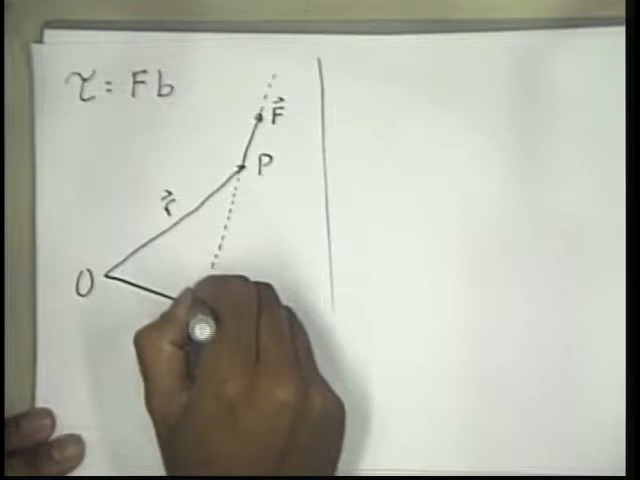 τ = Fb
F⃗
P
r⃗
O